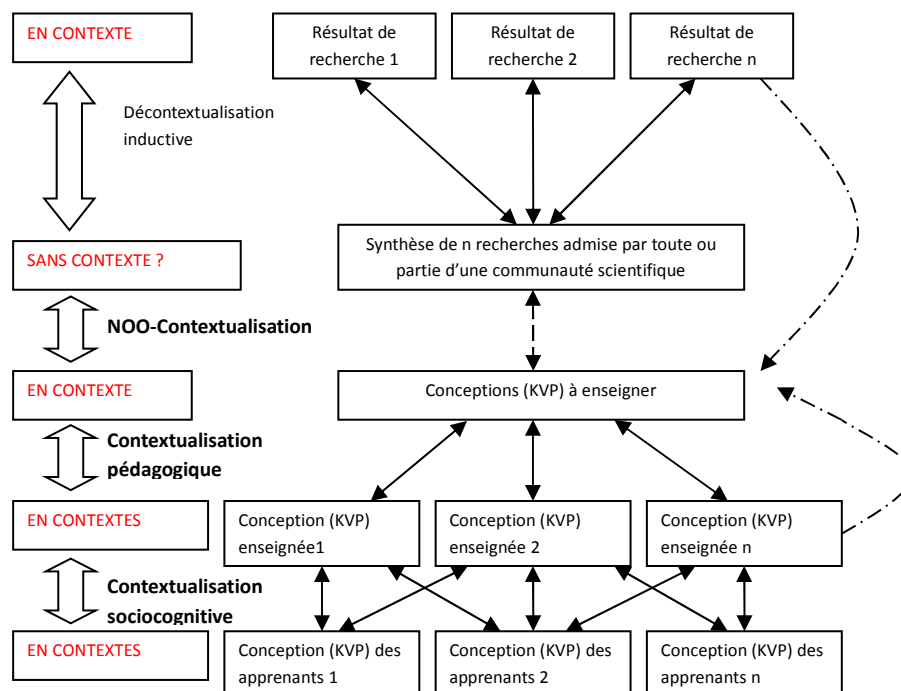 EN CONTEXTE
Résultat de
recherche 1
Résultat de
recherche 2
Résultat de
recherche n
Décontextualisation
inductive
SANS CONTEXTE ?
Synthèse de n recherches admise par toute ou
partie d'une communauté scientifique
NOO-Contextualisation
EN CONTEXTE
Conceptions (KVP) à enseigner
Contextualisation
pédagogique
EN CONTEXTES
Conception (KVP)
enseignée1
Conception (KVP)
enseignée 2
Conception (KVP)
enseignée n
Contextualisation
sociocognitive
EN CONTEXTES
Conception (KVP) des
apprenants 1
Conception (KVP) des
apprenants 2
Conception (KVP) des
apprenants n